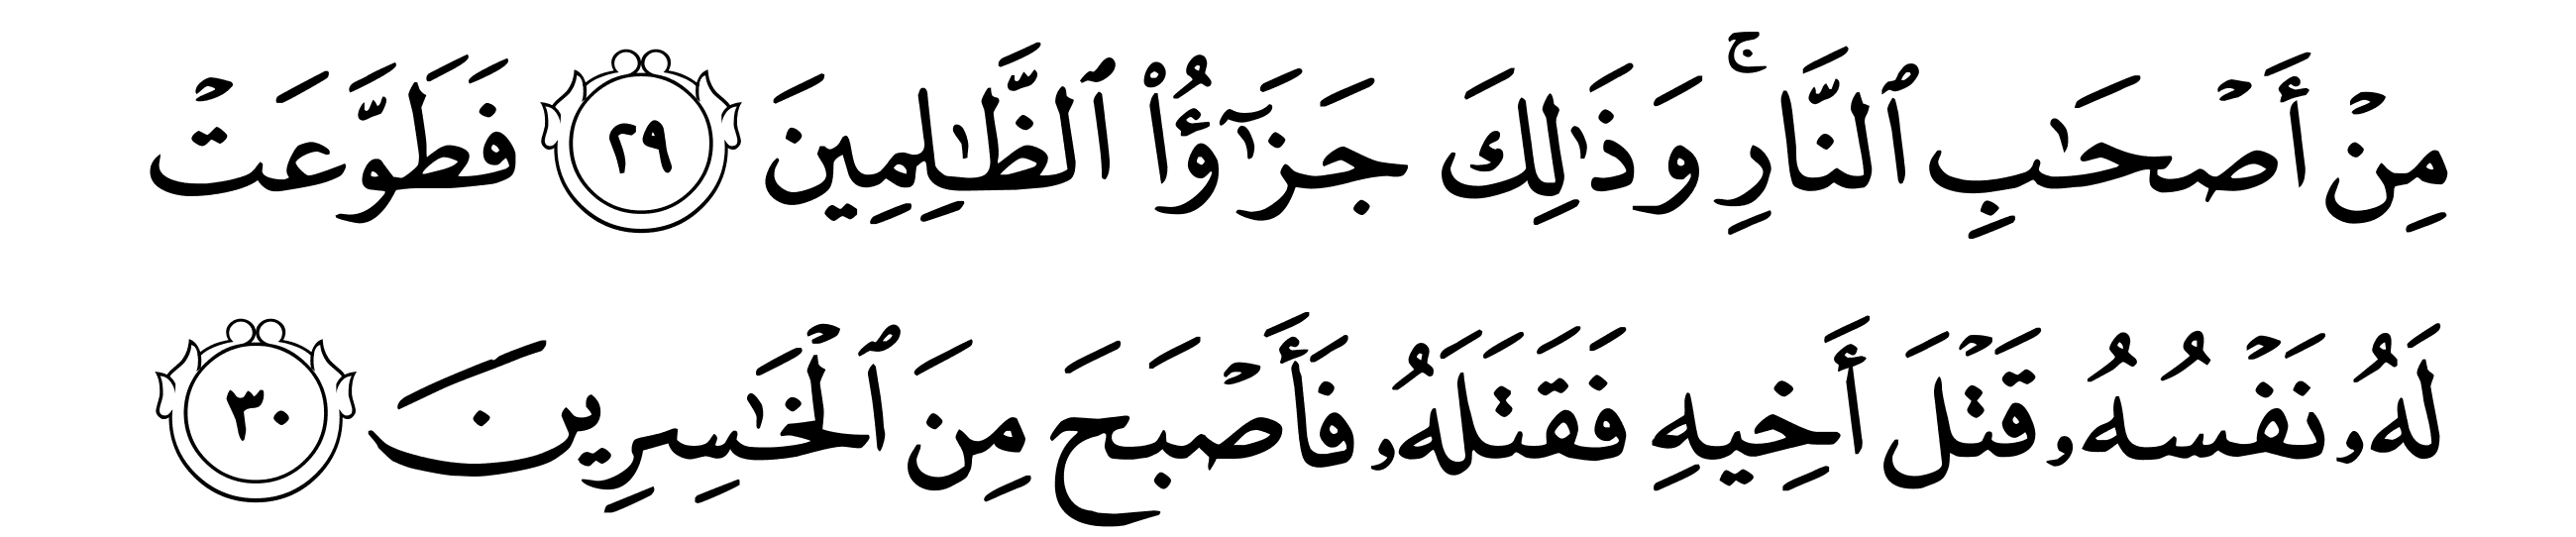 مِنۡ أَصۡحَٰبِ ٱلنَّارِۚ وَذَٰلِكَ جَزَٰٓؤُاْ ٱلظَّٰلِمِينَ ٢٩ فَطَوَّعَتۡ
لَهُۥ نَفۡسُهُۥ قَتۡلَ أَخِيهِ فَقَتَلَهُۥ فَأَصۡبَحَ مِنَ ٱلۡخَٰسِرِينَ ٣٠